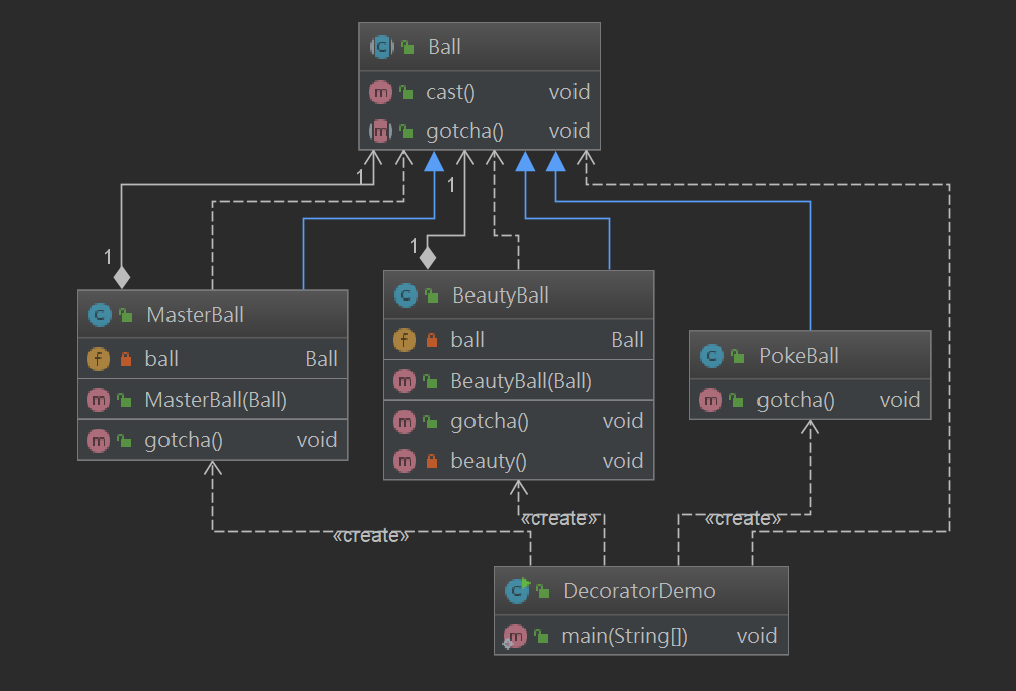 Ball
cast() void
gotcha() void
1
1
1
1
MasterBall
ball Ball
MasterBall(Ball)
gotcha() void
BeautyBall
ball Ball
BeautyBall(Ball)
gotcha() void
beauty() void
PokeBall
gotcha() void
«create»
«create»
«create»
DecoratorDemo
main(String[]) void